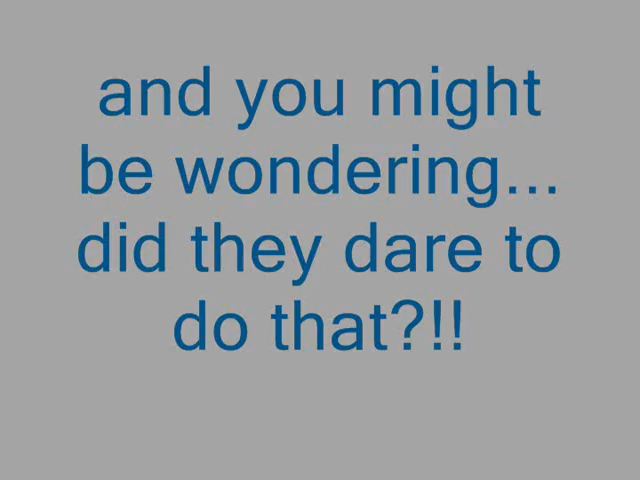 and you might
be wondering...
did they dare to
do that?!!